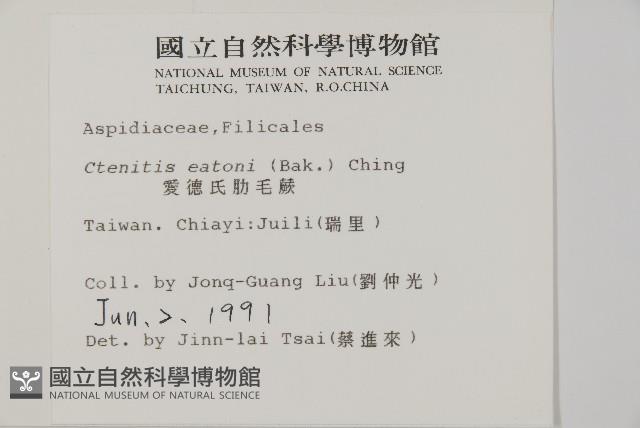 國立自然科學博物館
NATIONAL MUSEUM OF NATURAL SCIENCE
TAICHUNG, TAIWAN, R.O.CHINA
Aspidiaceae,Filicales
Ctenitis eatoni (Bak.) Ching
愛德氏肋毛蕨
Taiwan. Chiayi:Juili(瑞里)
Coll. by Jonq-Guang Liu(劉仲光)
Jun. >. 1991
Det. by Jinn-lai Tsai(蔡進來)
國立自然科學博物館
NATIONAL MUSEUM OF NATURAL SCIENCE